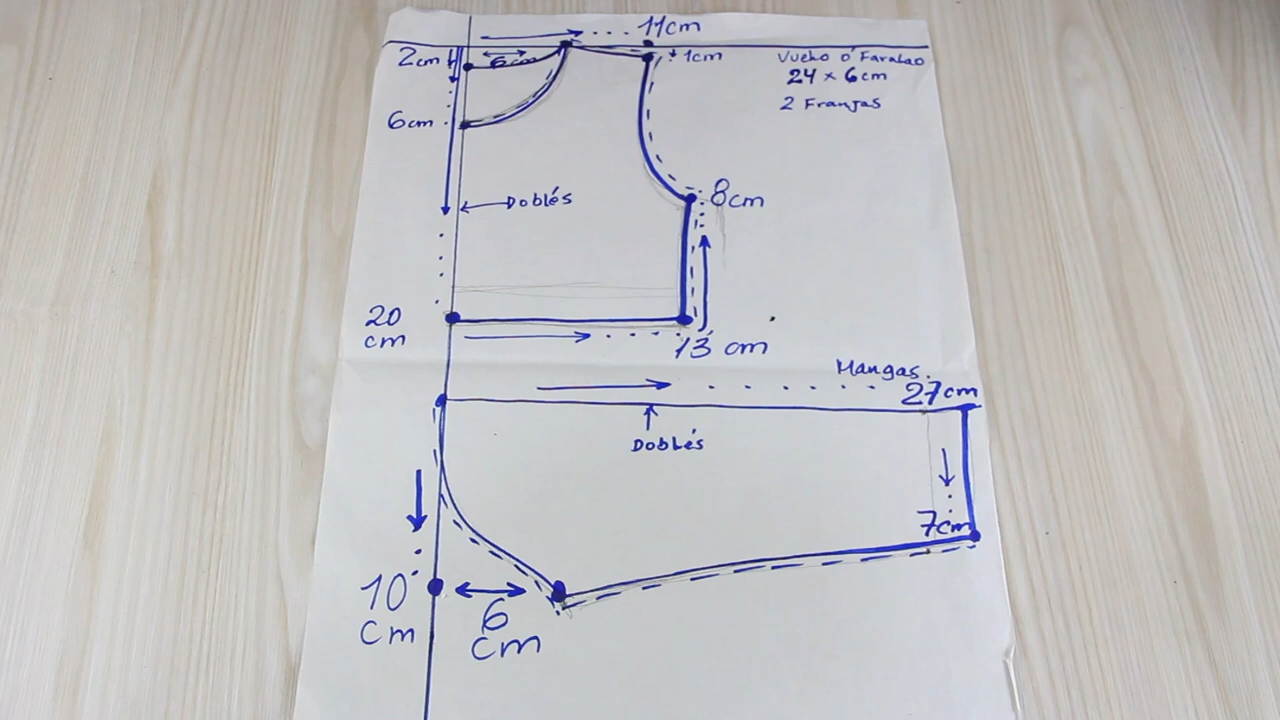 11cm
2cm
6cm
1cm
Vuelo ó Faralao
24 x 6cm
2 Franjas
6cm
Doblés
8cm
20
cm
13 cm
Mangas.
27cm
Doblés
7cm
10
cm
6
cm